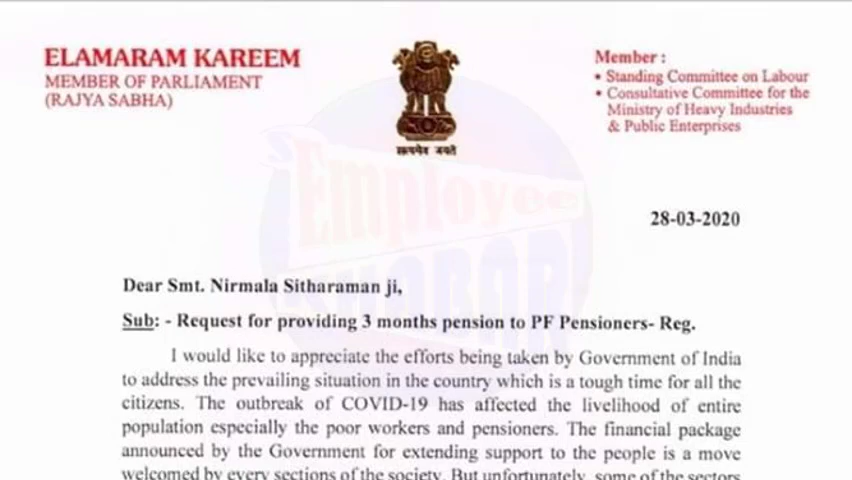 ELAMARAM KAREEM
MEMBER OF PARLIAMENT
(RAJYA SABHA)
सत्यमेव जयते
Member :
• Standing Committee on Labour
• Consultative Committee for the
Ministry of Heavy Industries
& Public Enterprises
28-03-2020
Employee
KHABAR
Dear Smt. Nirmala Sitharaman ji,
Sub: - Request for providing 3 months pension to PF Pensioners- Reg.
I would like to appreciate the efforts being taken by Government of India
to address the prevailing situation in the country which is a tough time for all the
citizens. The outbreak of COVID-19 has affected the livelihood of entire
population especially the poor workers and pensioners. The financial package
announced by the Government for extending support to the people is a move
welcomed by every sections of the society. But unfortunately, some of the sectors